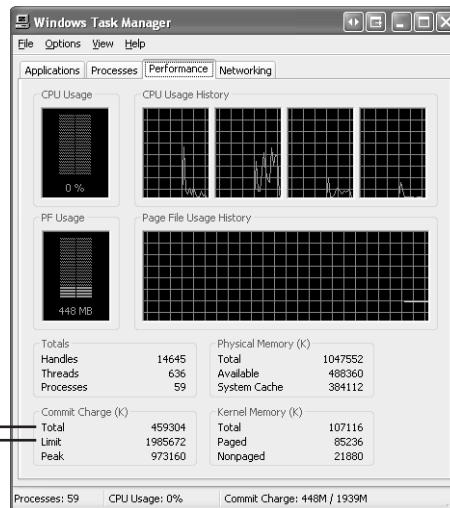 Windows Task Manager
File Options View Help
Applications Processes Performance Networking
CPU Usage CPU Usage History
0 %
PF Usage Page File Usage History
448 MB
Totals Physical Memory (K)
Handles 14645 Total 1047552
Threads 636 Available 488360
Processes 59 System Cache 384112
Commit Charge (K) Kernel Memory (K)
Total 459304 Total 107116
Limit 1985672 Paged 85236
Peak 973160 Nonpaged 21880
Processes: 59 CPU Usage: 0% Commit Charge: 448M / 1939M